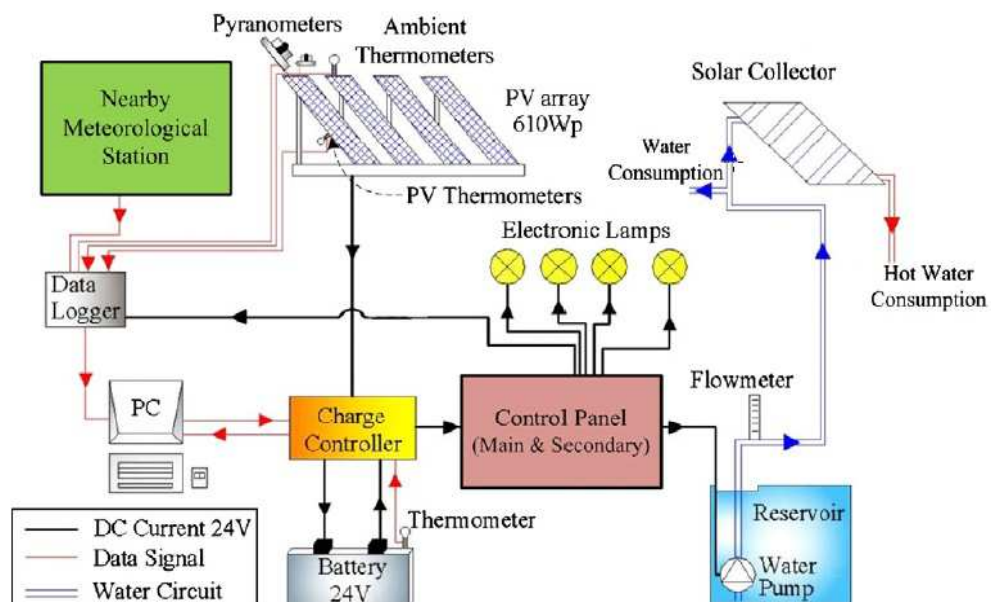 Pyranometers
Ambient
Thermometers
Nearby
Meteorological
Station
PV array
610Wp
Solar Collector
Water
Consumption
PV Thermometers
Electronic Lamps
Hot Water
Consumption
Data
Logger
PC
Charge
Controller
Control Panel
(Main & Secondary)
Flowmeter
Thermometer
Reservoir
Water
Pump
Battery
24V
DC Current 24V
Data Signal
Water Circuit